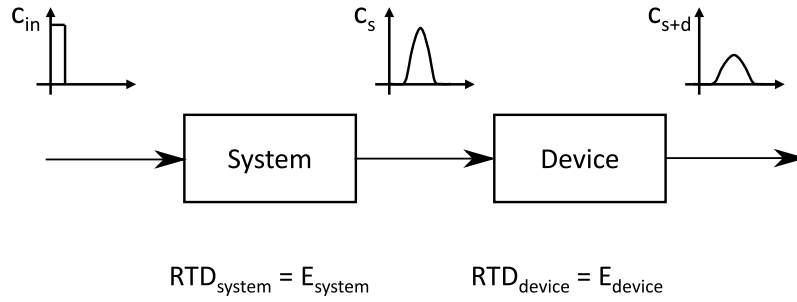 c_in
c_s
c_s+d
System
Device
RTD_system = E_system
RTD_device = E_device